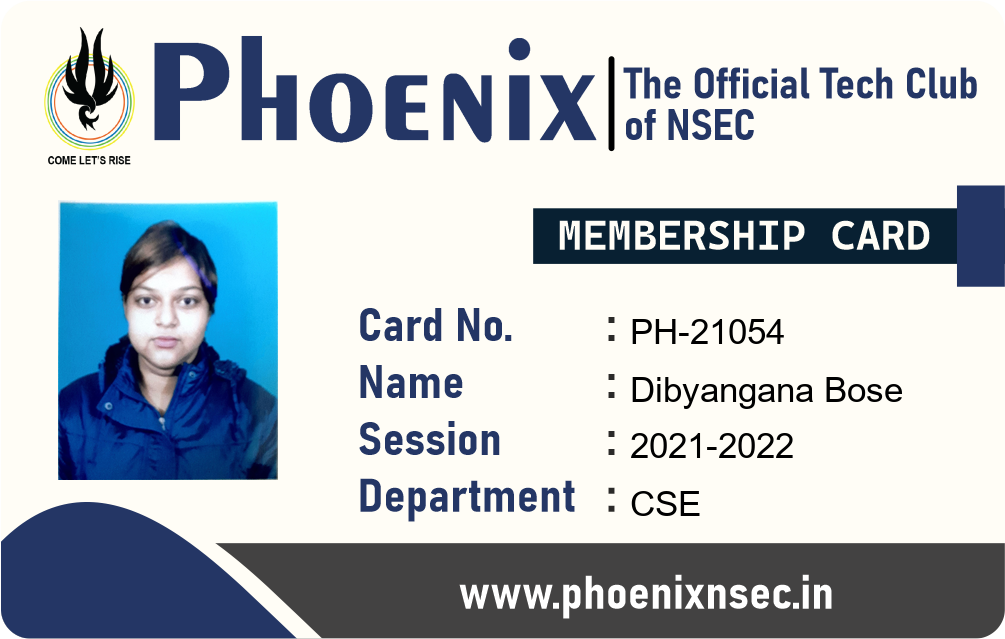 PHOENIX
The Official Tech Club
of NSEC
COME LET'S RISE
MEMBERSHIP CARD
Card No. : PH-21054
Name : Dibyangana Bose
Session : 2021-2022
Department : CSE
www.phoenixnsec.in